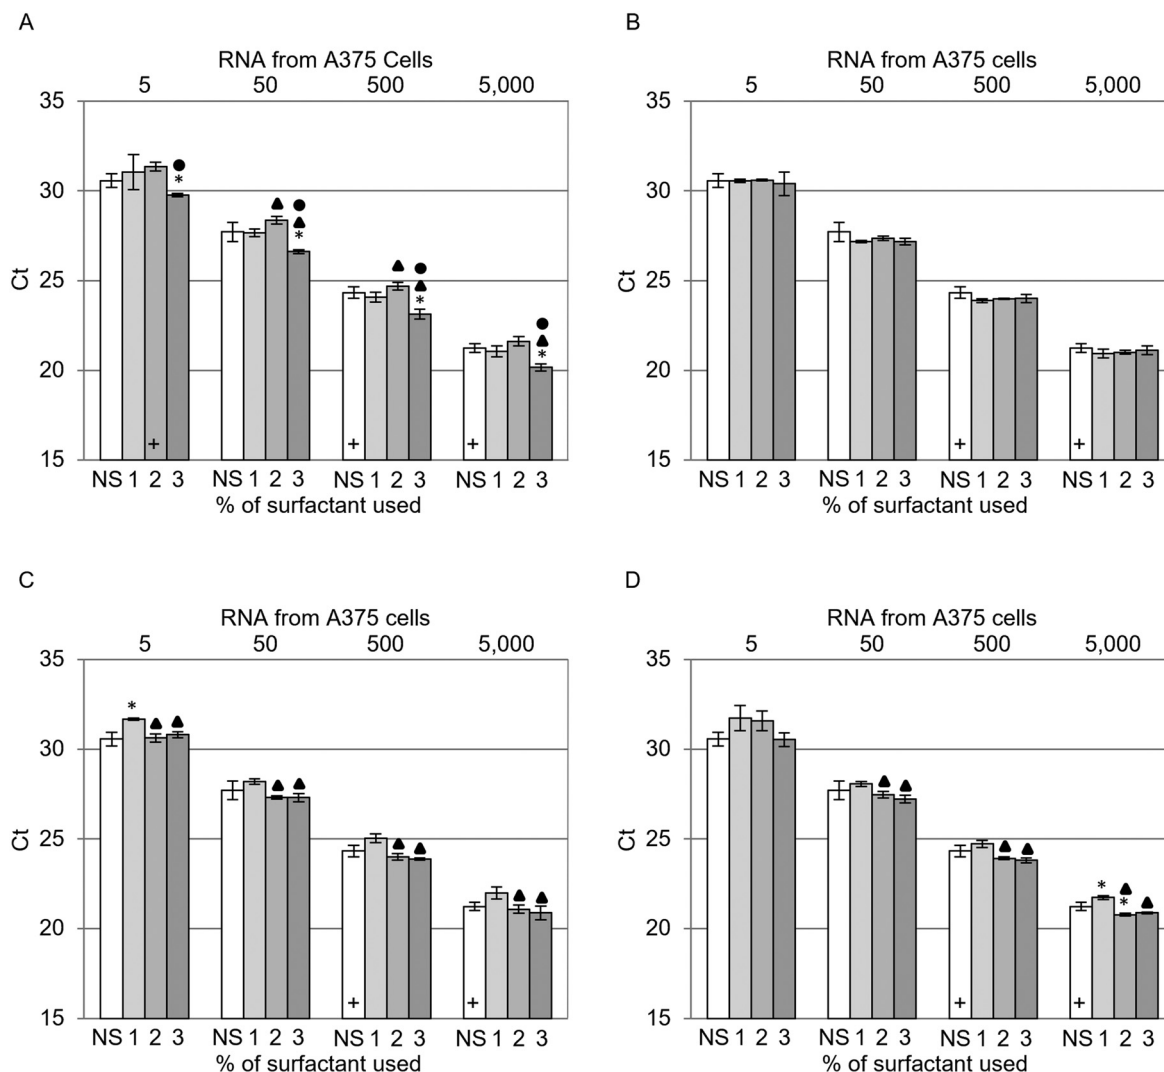 A
RNA from A375 Cells
5 50 500 5,000
35
30
25
20
15
Ct
● * ▲ ● ▲ * ▲ ● ▲ * ● ▲ *
+ + +
NS 1 2 3 NS 1 2 3 NS 1 2 3 NS 1 2 3
% of surfactant used
B
RNA from A375 cells
5 50 500 5,000
35
30
25
20
15
Ct
+ +
NS 1 2 3 NS 1 2 3 NS 1 2 3 NS 1 2 3
% of surfactant used
C
RNA from A375 cells
5 50 500 5,000
35
30
25
20
15
Ct
* ▲ ▲ ▲ ▲ ▲ ▲ ▲ ▲
+ +
NS 1 2 3 NS 1 2 3 NS 1 2 3 NS 1 2 3
% of surfactant used
D
RNA from A375 cells
5 50 500 5,000
35
30
25
20
15
Ct
▲ ▲ ▲ ▲ * ▲ * ▲
+ +
NS 1 2 3 NS 1 2 3 NS 1 2 3 NS 1 2 3
% of surfactant used